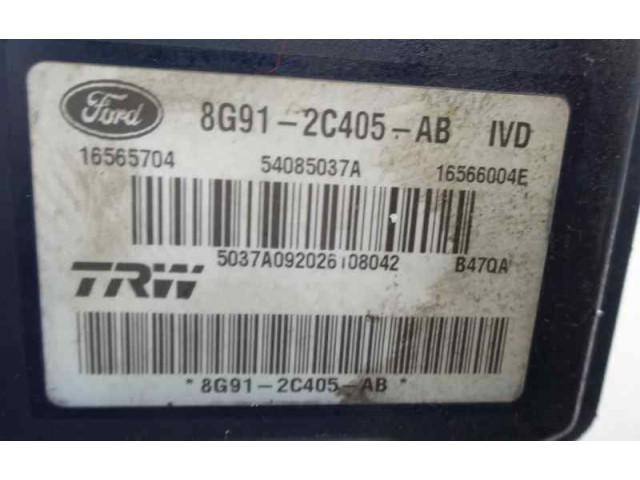 Ford 8G91-2C405-AB IVD
16565704 54085037A 16566004E
5037A092026108042 B47QA
TRW
*8G91-2C405-AB*